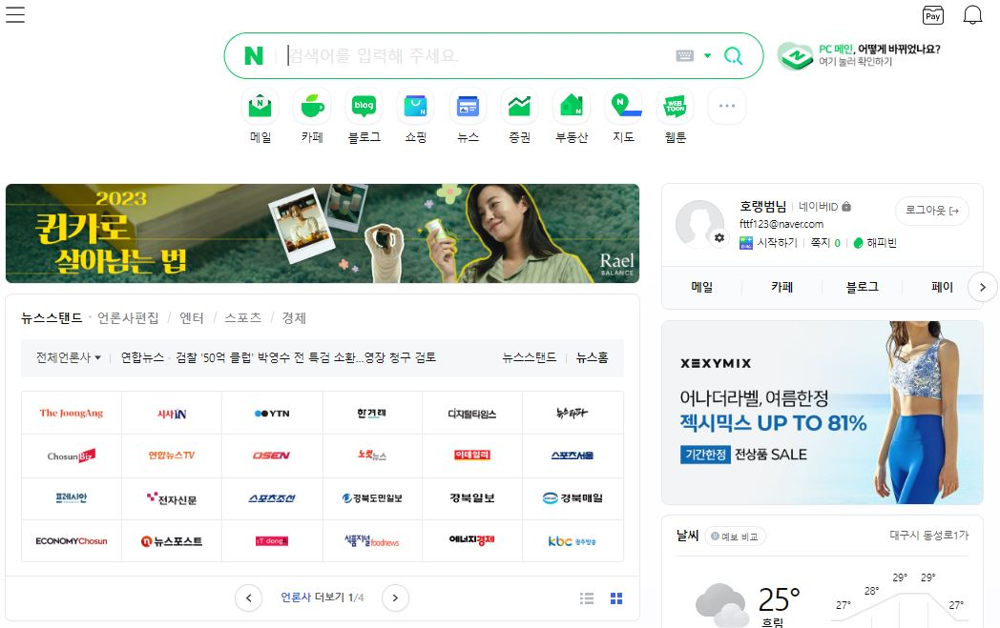 Pay
N
검색어를 입력해 주세요.
PC 메인, 어떻게 바뀌었나요?
여기 눌러 확인하기
blog
WEB TOON
메일 카페 블로그 쇼핑 뉴스 증권 부동산 지도 웹툰
2023
퀸카로
살아남는 법
Rael
BALANCE
호랭범님 네이버ID
로그아웃
fttf123@naver.com
시작하기 쪽지 0 해피빈
메일 카페 블로그 페이
뉴스스탠드 · 언론사편집 / 엔터 / 스포츠 / 경제
전체언론사 연합뉴스 · 검찰 '50억 클럽' 박영수 전 특검 소환...영장 청구 검토 뉴스스탠드 뉴스홈
The JoongAng 시사IN YTN 한겨레 디지털타임스 뉴스타파
Chosun Biz 연합뉴스TV OSEN 노컷뉴스 이데일리 스포츠서울
프레시안 전자신문 스포츠조선 경북도민일보 경북일보 경북매일
ECONOMYChosun 뉴스포스트 IT dongA 식품저널 foodnews 에너지경제 kbc 광주방송
언론사 더보기 1/4
XEXYMIX
어나더라벨, 여름한정
젝시믹스 UP TO 81%
기간한정 전상품 SALE
날씨 예보 비교 대구시 동성로1가
25°
흐림
27° 28° 29° 29° 27°